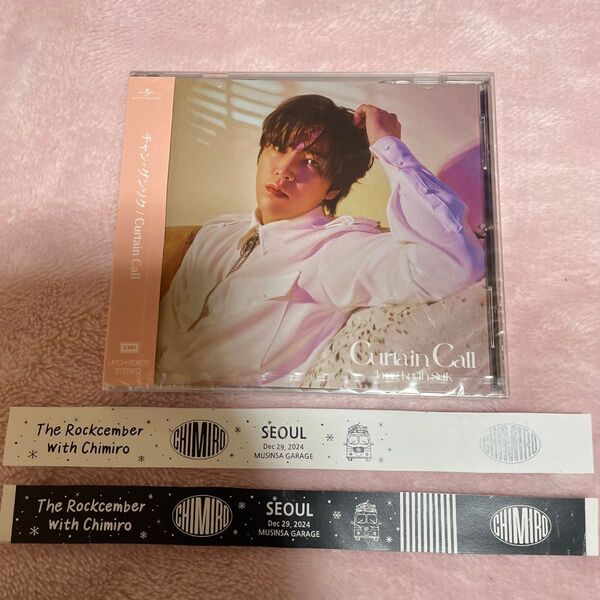 チャン・グンソク / Curtain Call
EMI
STEREO
Curtain Call
Jang Keun Suk
The Rockcember
with Chimiro
CHIMIRO
SEOUL
Dec 29, 2024
MUSINSA GARAGE
CHIMIRO
The Rockcember
with Chimiro
CHIMIRO
SEOUL
Dec 29, 2024
MUSINSA GARAGE
CHIMIRO